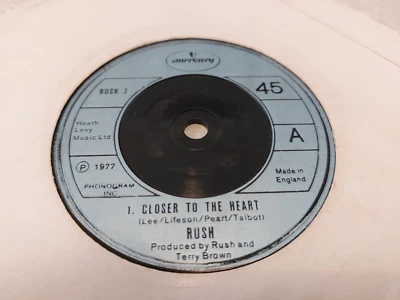 mercury
RUSH 7
45
Heath
Levy
Music Ltd
A
℗ 1977
Made in
England
PHONOGRAM
INC
1. CLOSER TO THE HEART
(Lee/Lifeson/Peart/Talbot)
RUSH
Produced by Rush and
Terry Brown